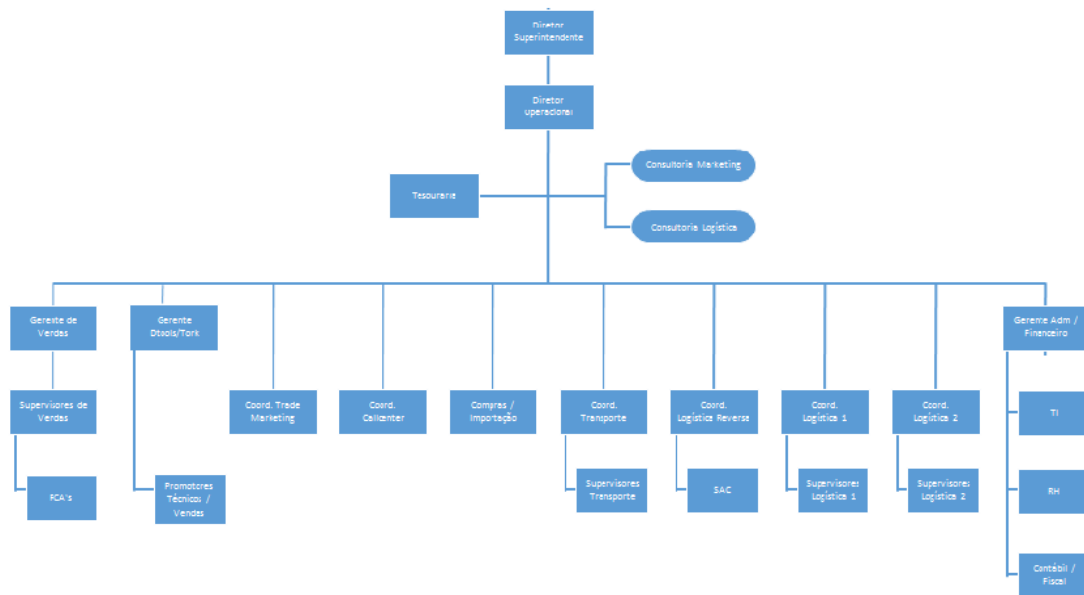 Diretor
Superintendente
Diretor
operacional
Consultoria Marketing
Tesouraria
Consultoria Logística
Gerente de
Vendas
Gerente
Dtools/Tork
Gerente Adm /
Financeiro
Supervisores de
Vendas
Coord. Trade
Marketing
Coord.
Callcenter
Compras /
Importação
Coord.
Transporte
Coord.
Logística Reversa
Coord.
Logística 1
Coord.
Logística 2
TI
RCA's
Promotores
Técnicos /
Vendas
Supervisores
Transporte
SAC
Supervisores
Logística 1
Supervisores
Logística 2
RH
Contábil /
Fiscal